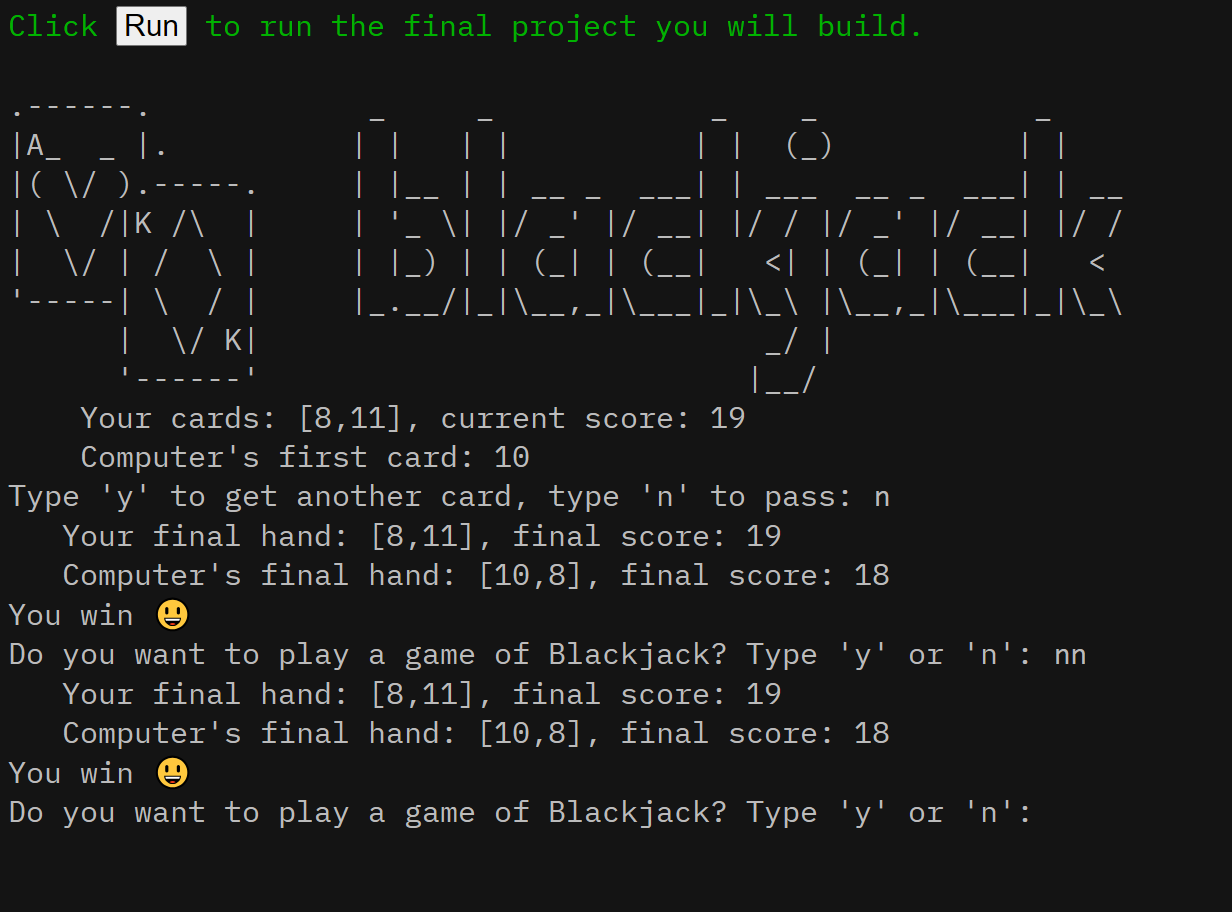 Click Run to run the final project you will build.
.------.            _     _           _    _            _
|A_  _ |.          | |   | |         | |  (_)          | |
|( \/ ).-----.     | |__ | | __ _  ___| | ___  __ _  ___| | __
| \  /|K /\  |     | '_ \| |/ _' |/ __| |/ / |/ _' |/ __| |/ /
|  \/ | /  \ |     | |_) | | (_| | (__|   <| | (_| | (__|   <
'-----| \  / |     |_.__/|_|\__,_|\___|_|\_\ |\__,_|\___|_|\_\
      |  \/ K|                            _/ |
      '------'                           |__/
    Your cards: [8,11], current score: 19
    Computer's first card: 10
Type 'y' to get another card, type 'n' to pass: n
   Your final hand: [8,11], final score: 19
   Computer's final hand: [10,8], final score: 18
You win 😃
Do you want to play a game of Blackjack? Type 'y' or 'n': nn
   Your final hand: [8,11], final score: 19
   Computer's final hand: [10,8], final score: 18
You win 😃
Do you want to play a game of Blackjack? Type 'y' or 'n':